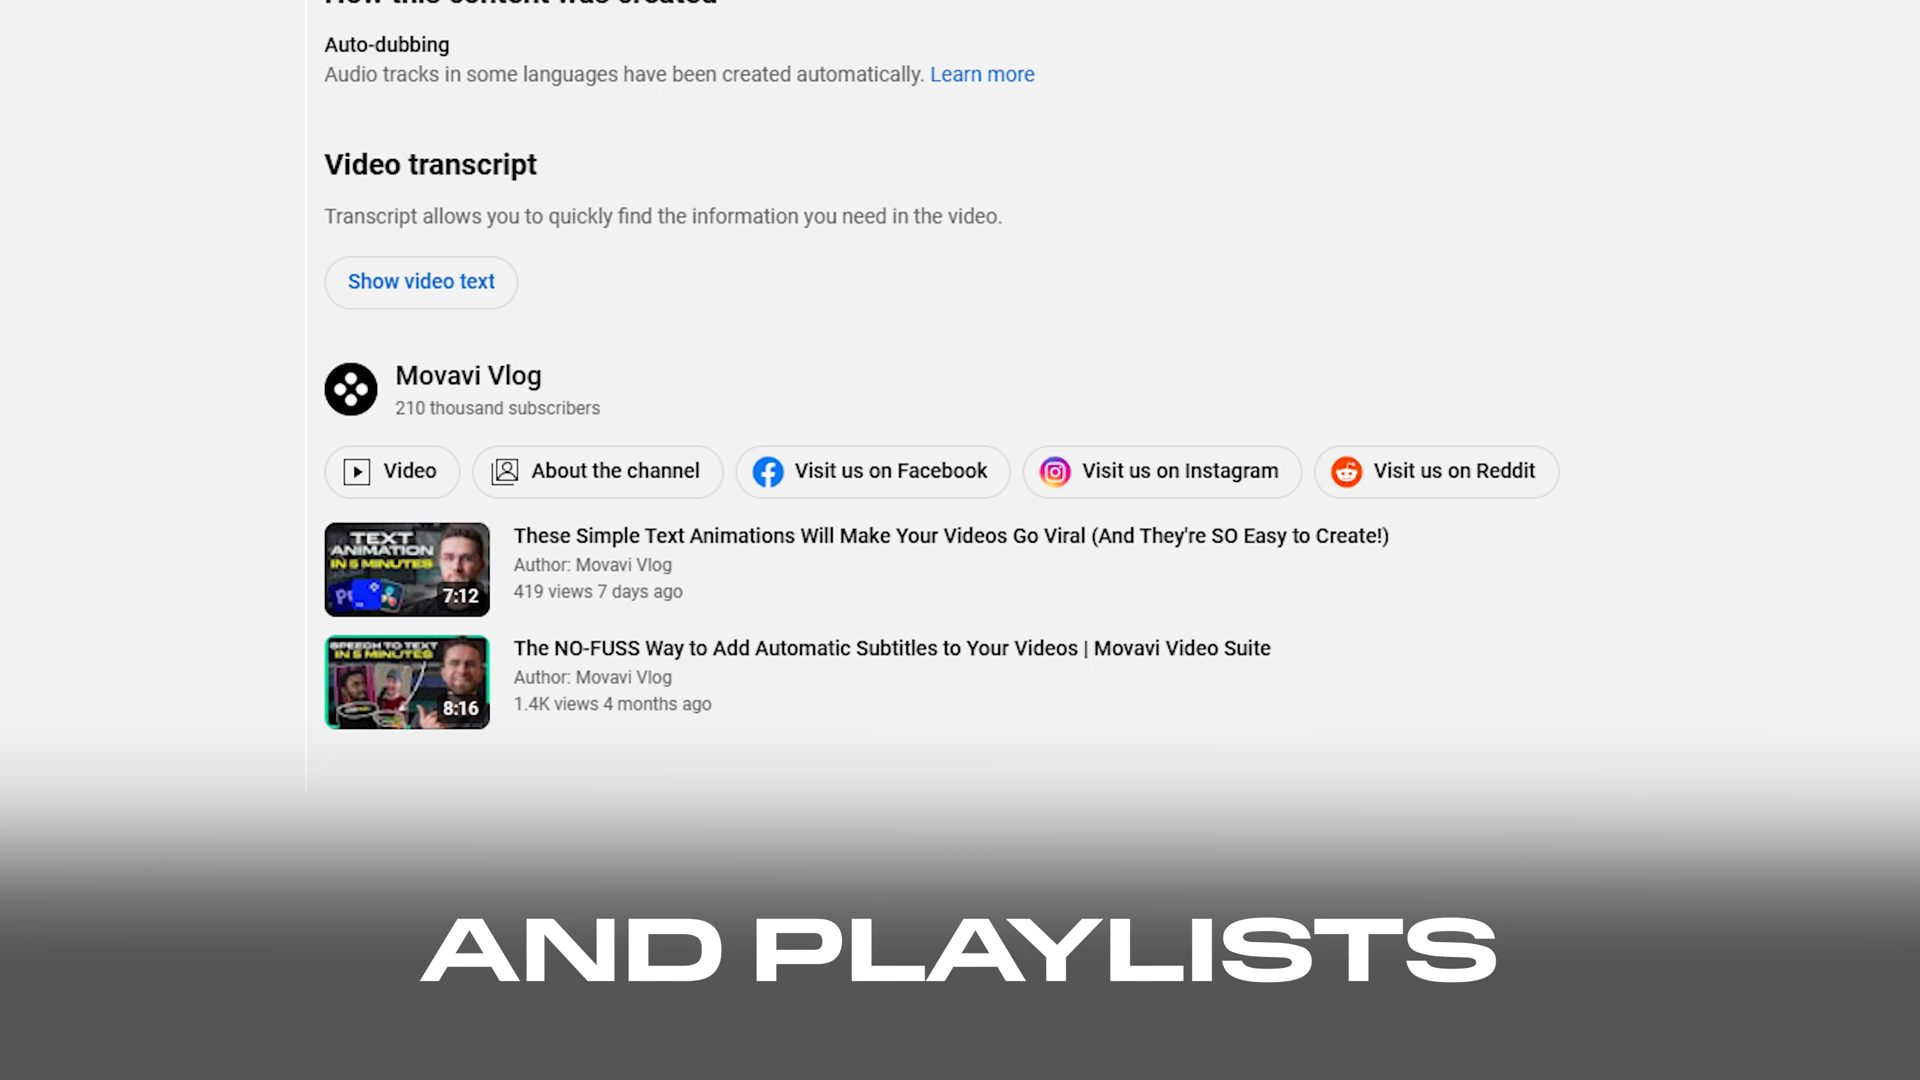 How this content was created
Auto-dubbing
Audio tracks in some languages have been created automatically. Learn more
Video transcript
Transcript allows you to quickly find the information you need in the video.
Show video text
Movavi Vlog
210 thousand subscribers
Video
About the channel
Visit us on Facebook
Visit us on Instagram
Visit us on Reddit
TEXT
ANIMATION
IN 5 MINUTES
Pr
7:12
These Simple Text Animations Will Make Your Videos Go Viral (And They're SO Easy to Create!)
Author: Movavi Vlog
419 views 7 days ago
SPEECH TO TEXT
IN 5 MINUTES
8:16
The NO-FUSS Way to Add Automatic Subtitles to Your Videos | Movavi Video Suite
Author: Movavi Vlog
1.4K views 4 months ago
AND PLAYLISTS